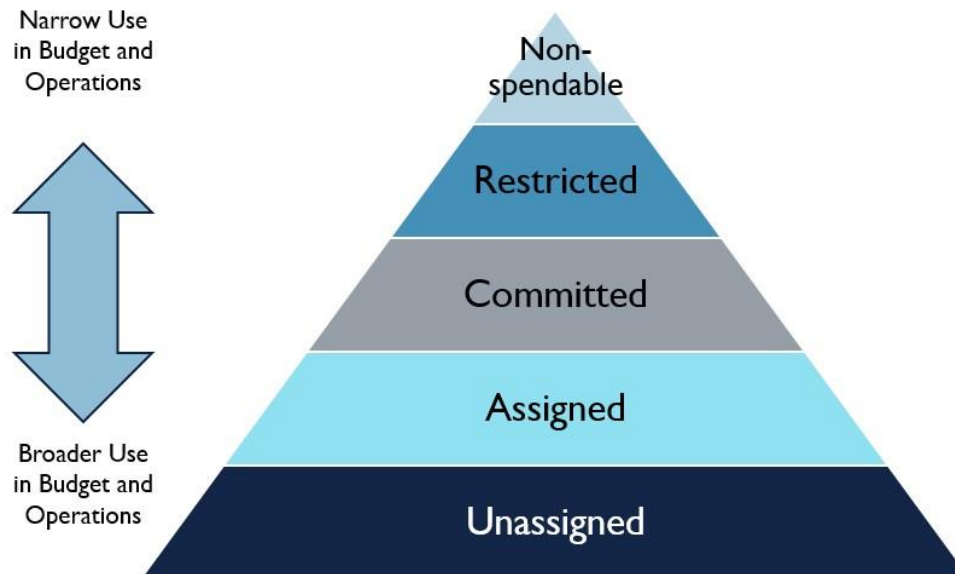 Narrow Use
in Budget and
Operations
Non-
spendable
Restricted
Committed
Assigned
Broader Use
in Budget and
Operations
Unassigned